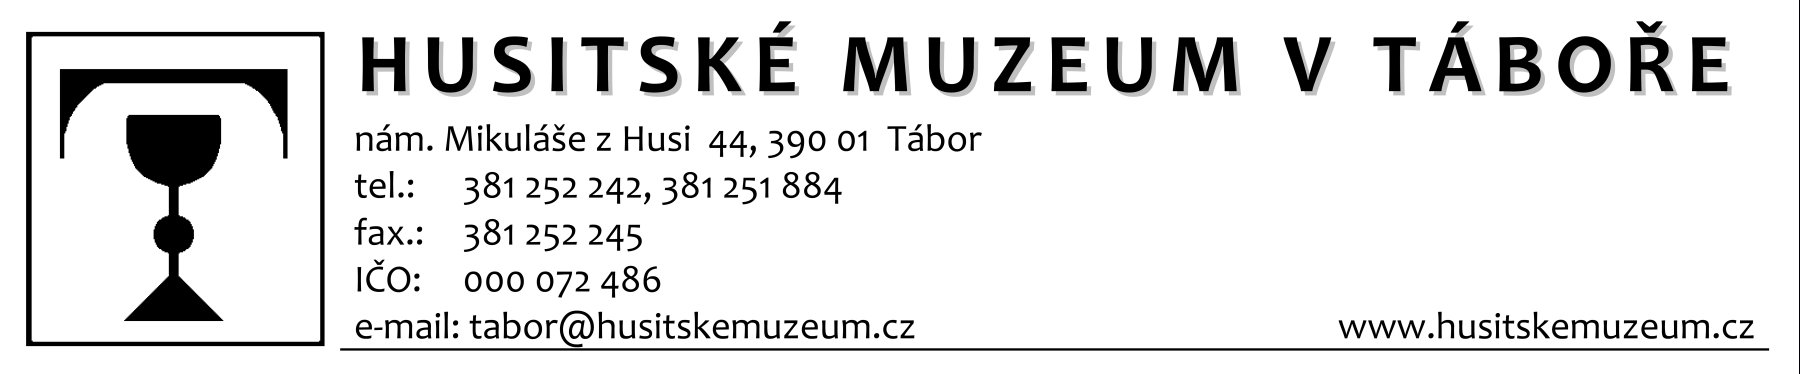 HUSITSKÉ MUZEUM V TÁBOŘE
nám. Mikuláše z Husi 44, 390 01 Tábor
tel.: 381 252 242, 381 251 884
fax.: 381 252 245
IČO: 000 072 486
e-mail: tabor@husitskemuzeum.cz www.husitskemuzeum.cz